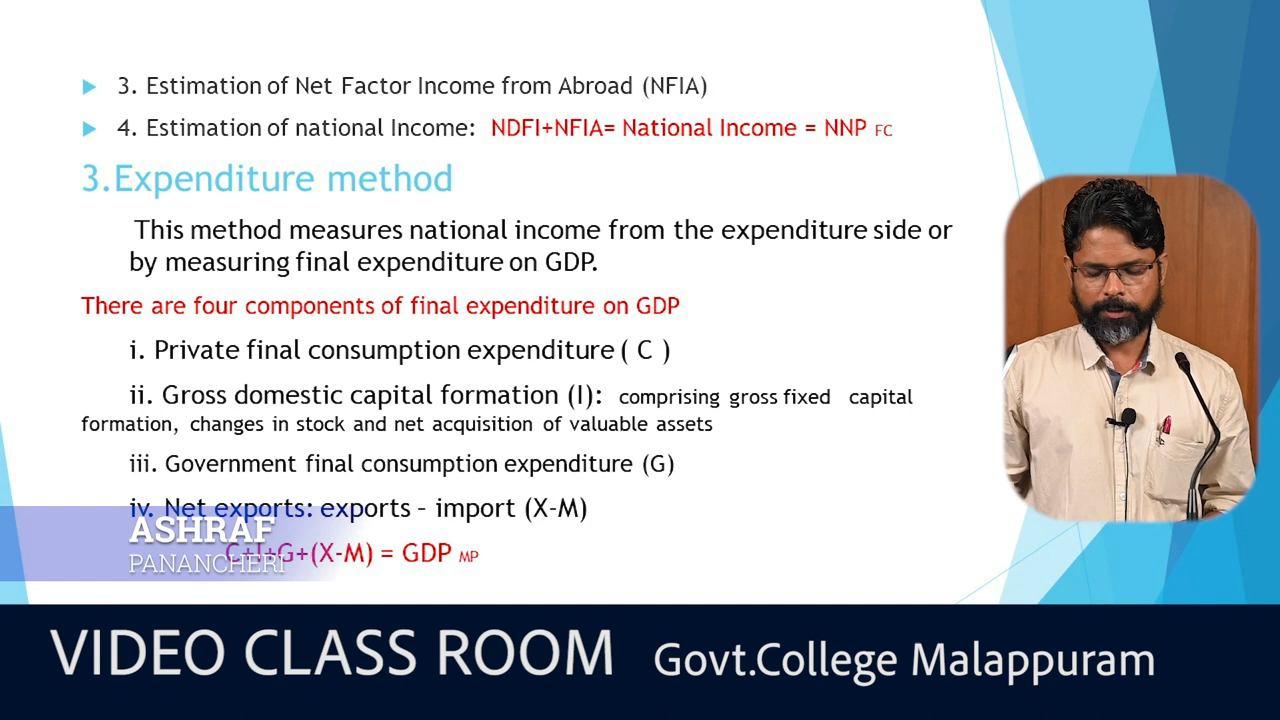 3. Estimation of Net Factor Income from Abroad (NFIA)
4. Estimation of national Income: NDFI+NFIA= National Income = NNP FC
3.Expenditure method
This method measures national income from the expenditure side or
by measuring final expenditure on GDP.
There are four components of final expenditure on GDP
i. Private final consumption expenditure ( C )
ii. Gross domestic capital formation (I): comprising gross fixed capital
formation, changes in stock and net acquisition of valuable assets
iii. Government final consumption expenditure (G)
iv. Net exports: exports – import (X-M)
ASHRAF
C+I+G+(X-M) = GDP MP
PANANCHERI
VIDEO CLASS ROOM Govt.College Malappuram